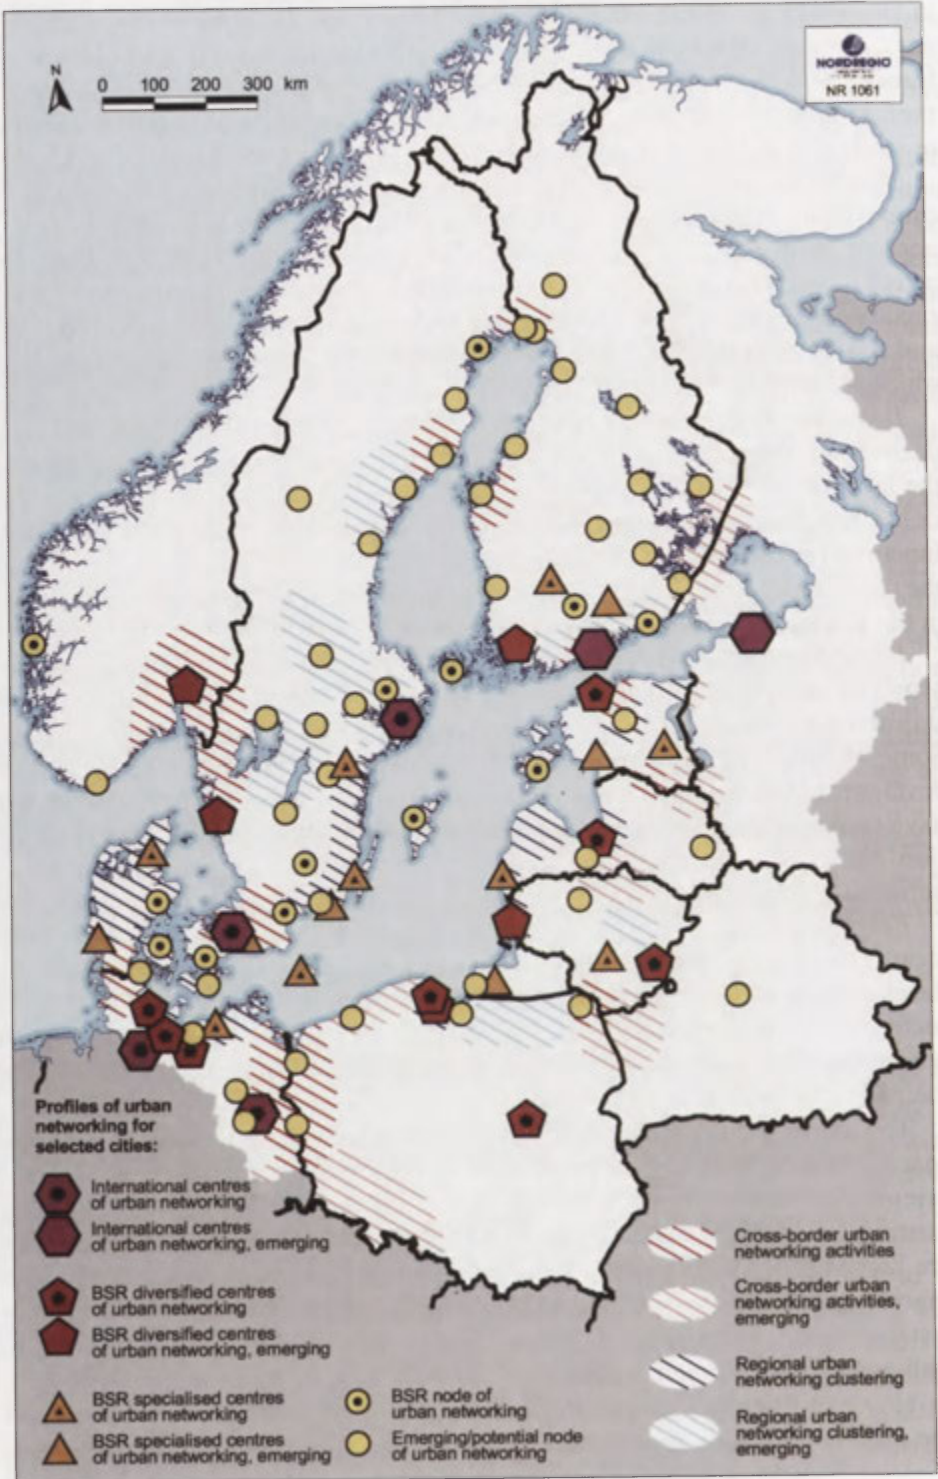 N
0 100 200 300 km
NORDREGIO
NR 1061
Profiles of urban
networking for
selected cities:
International centres
of urban networking
International centres
of urban networking, emerging
BSR diversified centres
of urban networking
BSR diversified centres
of urban networking, emerging
BSR specialised centres
of urban networking
BSR specialised centres
of urban networking, emerging
BSR node of
urban networking
Emerging/potential node
of urban networking
Cross-border urban
networking activities
Cross-border urban
networking activities,
emerging
Regional urban
networking clustering
Regional urban
networking clustering,
emerging